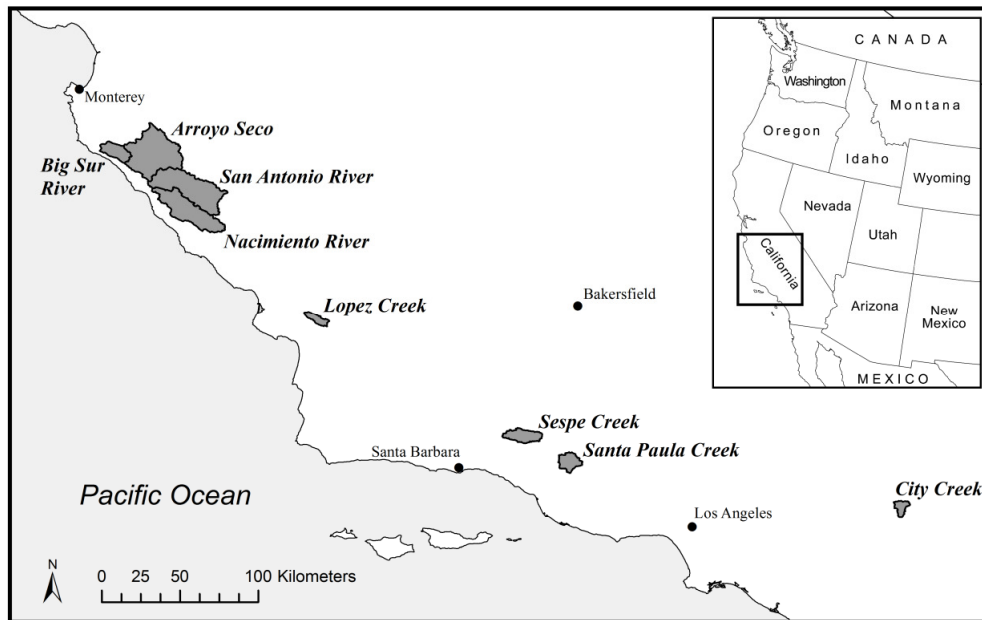 Monterey
Arroyo Seco
Big Sur
River
San Antonio River
Nacimiento River
Lopez Creek
Bakersfield
Sespe Creek
Santa Barbara
Santa Paula Creek
City Creek
Los Angeles
Pacific Ocean
N
0 25 50 100 Kilometers
CANADA
Washington
Montana
Oregon
Idaho
Wyoming
Nevada
Utah
California
Arizona
New
Mexico
MEXICO